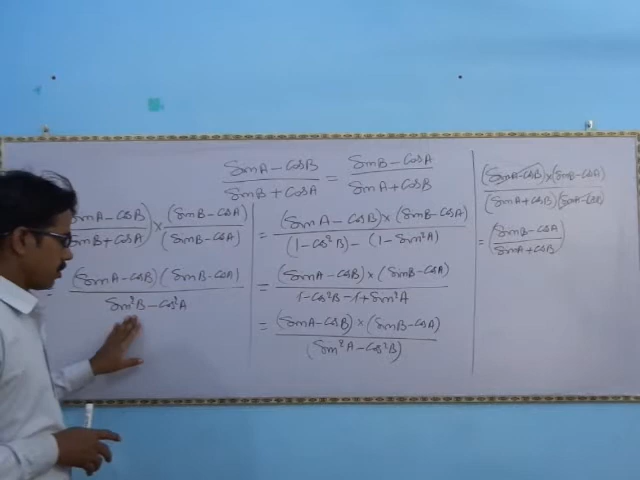 SinA - CosB / SinB + CosA = SinB - CosA / SinA + CosB
(SinA - CosB / SinB + CosA) × (SinB - CosA) / (SinB - CosA)
= (SinA - CosB) (SinB - CosA) / Sin²B - Cos²A
= (SinA - CosB) × (SinB - CosA) / (1 - Cos²B) - (1 - Sin²A)
= (SinA - CosB) × (SinB - CosA) / 1 - Cos²B - 1 + Sin²A
= (SinA - CosB) × (SinB - CosA) / (Sin²A - Cos²B)
(SinA - CosB) × (SinB - CosA) / (SinA + CosB)
= (SinB - CosA / SinA + CosB)